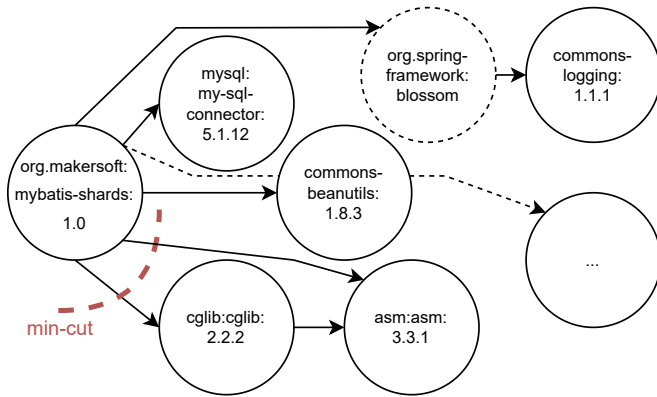 org.spring-
framework:
blossom
commons-
logging:
1.1.1
mysql:
my-sql-
connector:
5.1.12
org.makersoft:
mybatis-shards:
1.0
commons-
beanutils:
1.8.3
...
min-cut
cglib:cglib:
2.2.2
asm:asm:
3.3.1